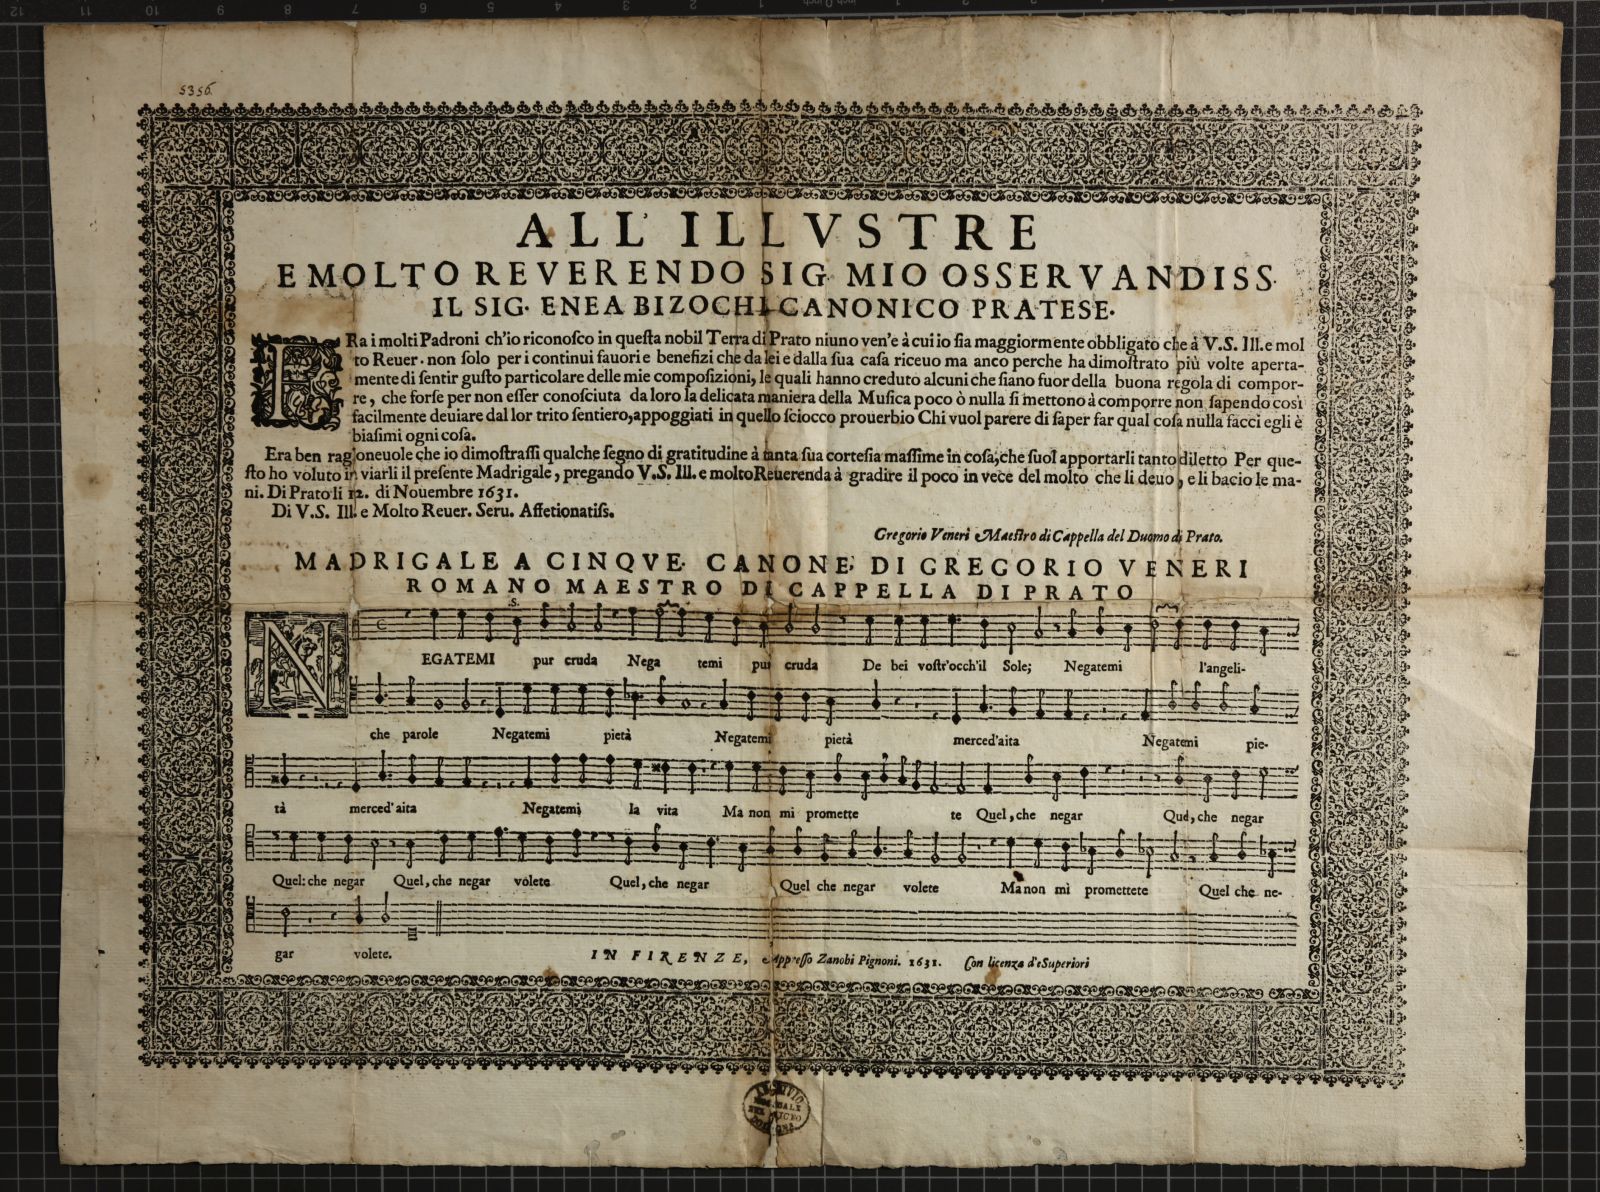 5356
ALL' ILLVSTRE
E MOLTO REVERENDO SIG. MIO OSSERVANDISS.
IL SIG. ENEA BIZOCHI CANONICO PRATESE.
FRa i molti Padroni ch'io riconosco in questa nobil Terra di Prato niuno ven'e à cui io sia maggiormente obbligato che à V.S. Ill. e mol
to Reuer. non solo per i continui fauori e benefizi che da lei e dalla sua casa riceuo ma anco perche ha dimostrato più volte aperta-
mente di sentir gusto particolare delle mie composizioni, le quali hanno creduto alcuni che siano fuor della buona regola di compor-
re, che forse per non esser conosciuta da loro la delicata maniera della Musica poco ò nulla si mettono à comporre non sapendo così
facilmente deuiare dal lor trito sentiero, appoggiati in quello sciocco prouerbio Chi vuol parere di saper far qual cosa nulla facci egli è
biasimi ogni cosa.
Era ben ragioneuole che io dimostrassi qualche segno di gratitudine à tanta sua cortesia massime in cosa, che suol apportarli tanto diletto Per que-
sto ho voluto inviarli il presente Madrigale, pregando V.S. Ill. e molto Reuerenda à gradire il poco in vece del molto che li deuo, e li bacio le ma-
ni. Di Prato li 12. di Nouembre 1631.
Di V.S. Ill. e Molto Reuer. Seru. Affetionatiss.
Gregorio Veneri Maestro di Cappella del Duomo di Prato.
MADRIGALE A CINQVE. CANONE, DI GREGORIO VENERI
ROMANO MAESTRO DI CAPPELLA DI PRATO
.S.
NEGATEMI pur cruda Nega temi pur cruda De bei vostr'occh'il Sole; Negatemi l'angeli-
che parole Negatemi pietà Negatemi pietà merced'aita Negatemi pie-
tà merced'aita Negatemi la vita Ma non mi promette te Quel, che negar Quel, che negar
Quel: che negar Quel, che negar volete Quel, che negar Quel che negar volete Ma non mi promettete Quel che ne-
gar volete.
IN FIRENZE, Appresso Zanobi Pignoni. 1631. Con licenza de Superiori
ARCHIVIO